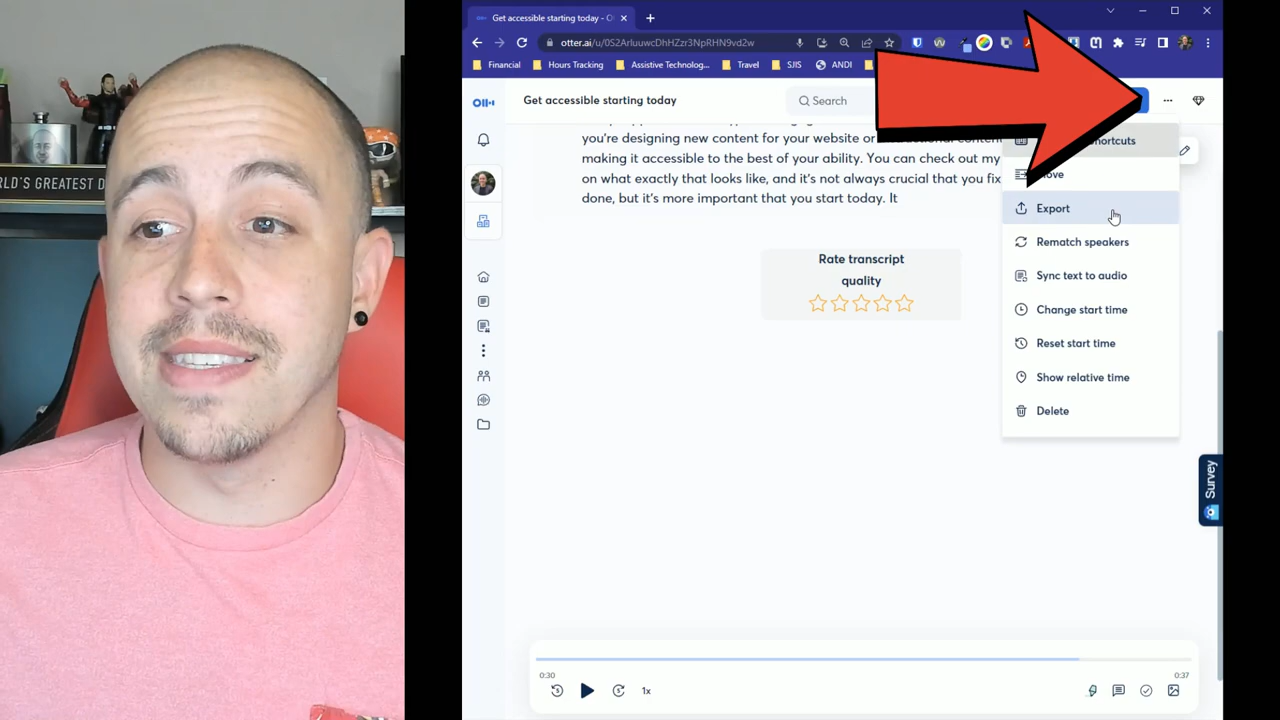 'S GREATEST D
Get accessible starting today - O
otter.ai/u/0S2ArluuwcDhHZzr3NpRHN9vd2w
Financial
Hours Tracking
Assistive Technolog...
Travel
SJIS
ANDI
Get accessible starting today
Search
you're designing new content for your website or
making it accessible to the best of your ability. You can check out my
on what exactly that looks like, and it's not always crucial that you fix
done, but it's more important that you start today. It
Rate transcript
quality
shortcuts
Move
Export
Rematch speakers
Sync text to audio
Change start time
Reset start time
Show relative time
Delete
Survey
0:30
0:37
1x